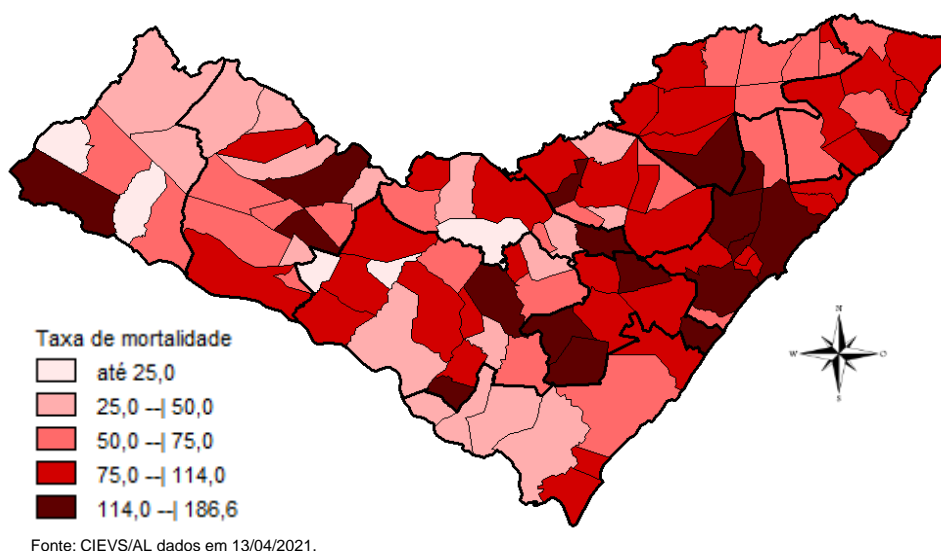 Taxa de mortalidade
até 25,0
25,0 --| 50,0
50,0 --| 75,0
75,0 --| 114,0
114,0 --| 186,6
N
W O
S
Fonte: CIEVS/AL dados em 13/04/2021.